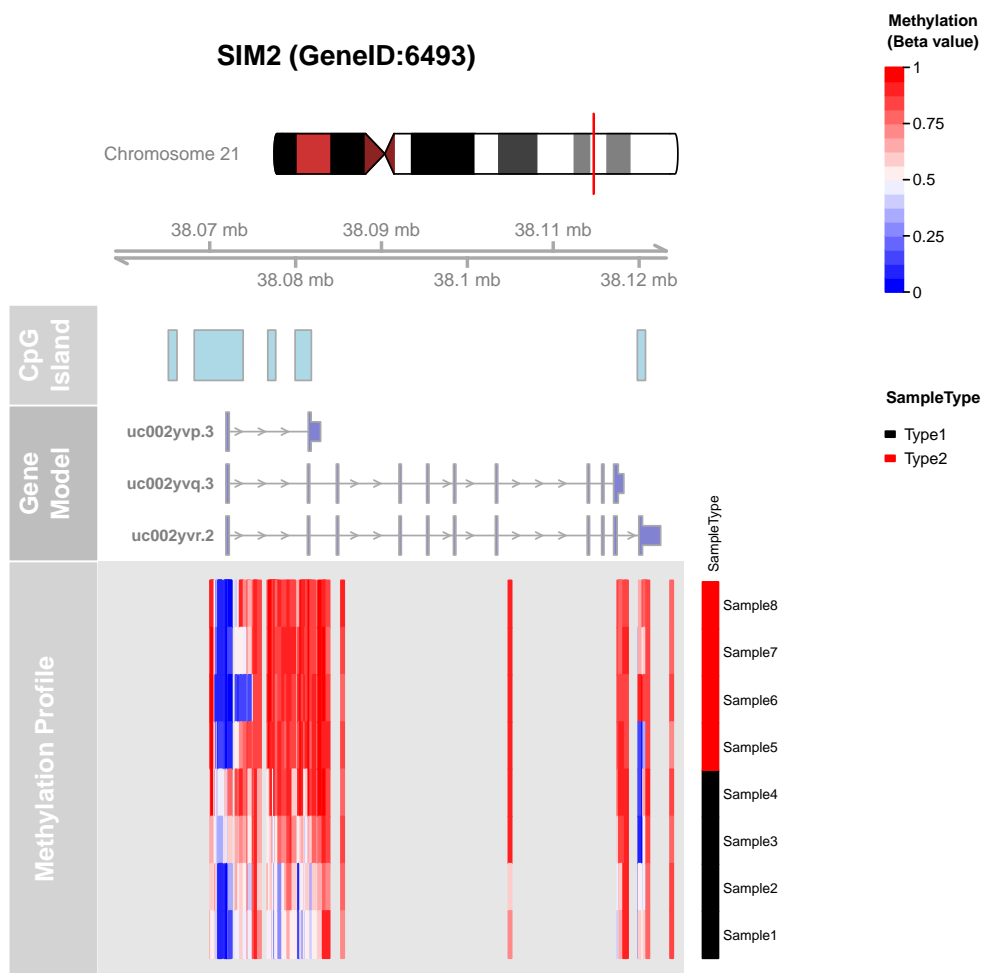 SIM2 (GeneID:6493)
Methylation
(Beta value)
1
0.75
0.5
0.25
0
Chromosome 21
38.07 mb
38.09 mb
38.11 mb
38.08 mb
38.1 mb
38.12 mb
CpG
Island
SampleType
Type1
Type2
Gene
Model
uc002yvp.3
uc002yvq.3
uc002yvr.2
SampleType
Methylation Profile
Sample8
Sample7
Sample6
Sample5
Sample4
Sample3
Sample2
Sample1